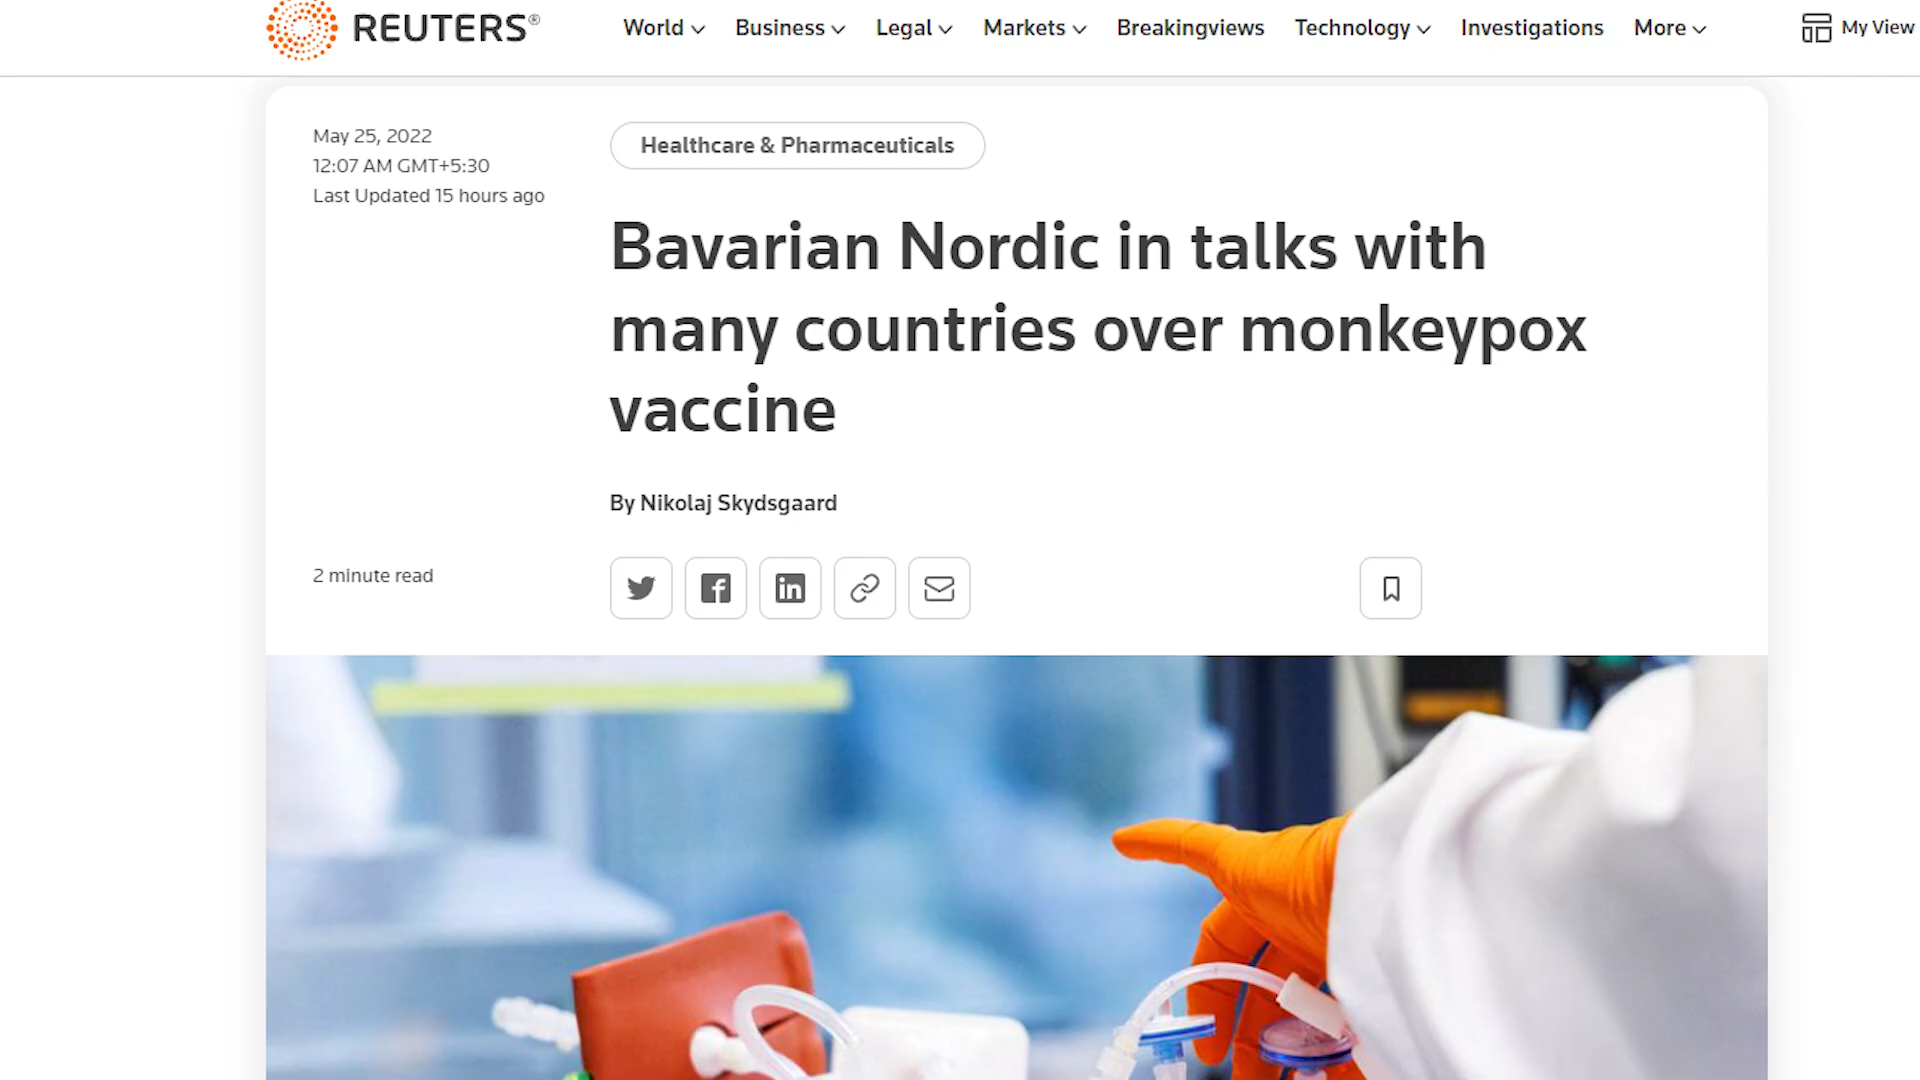 REUTERS®
World
Business
Legal
Markets
Breakingviews
Technology
Investigations
More
My View
May 25, 2022
12:07 AM GMT+5:30
Last Updated 15 hours ago
Healthcare & Pharmaceuticals
Bavarian Nordic in talks with
many countries over monkeypox
vaccine
By Nikolaj Skydsgaard
2 minute read